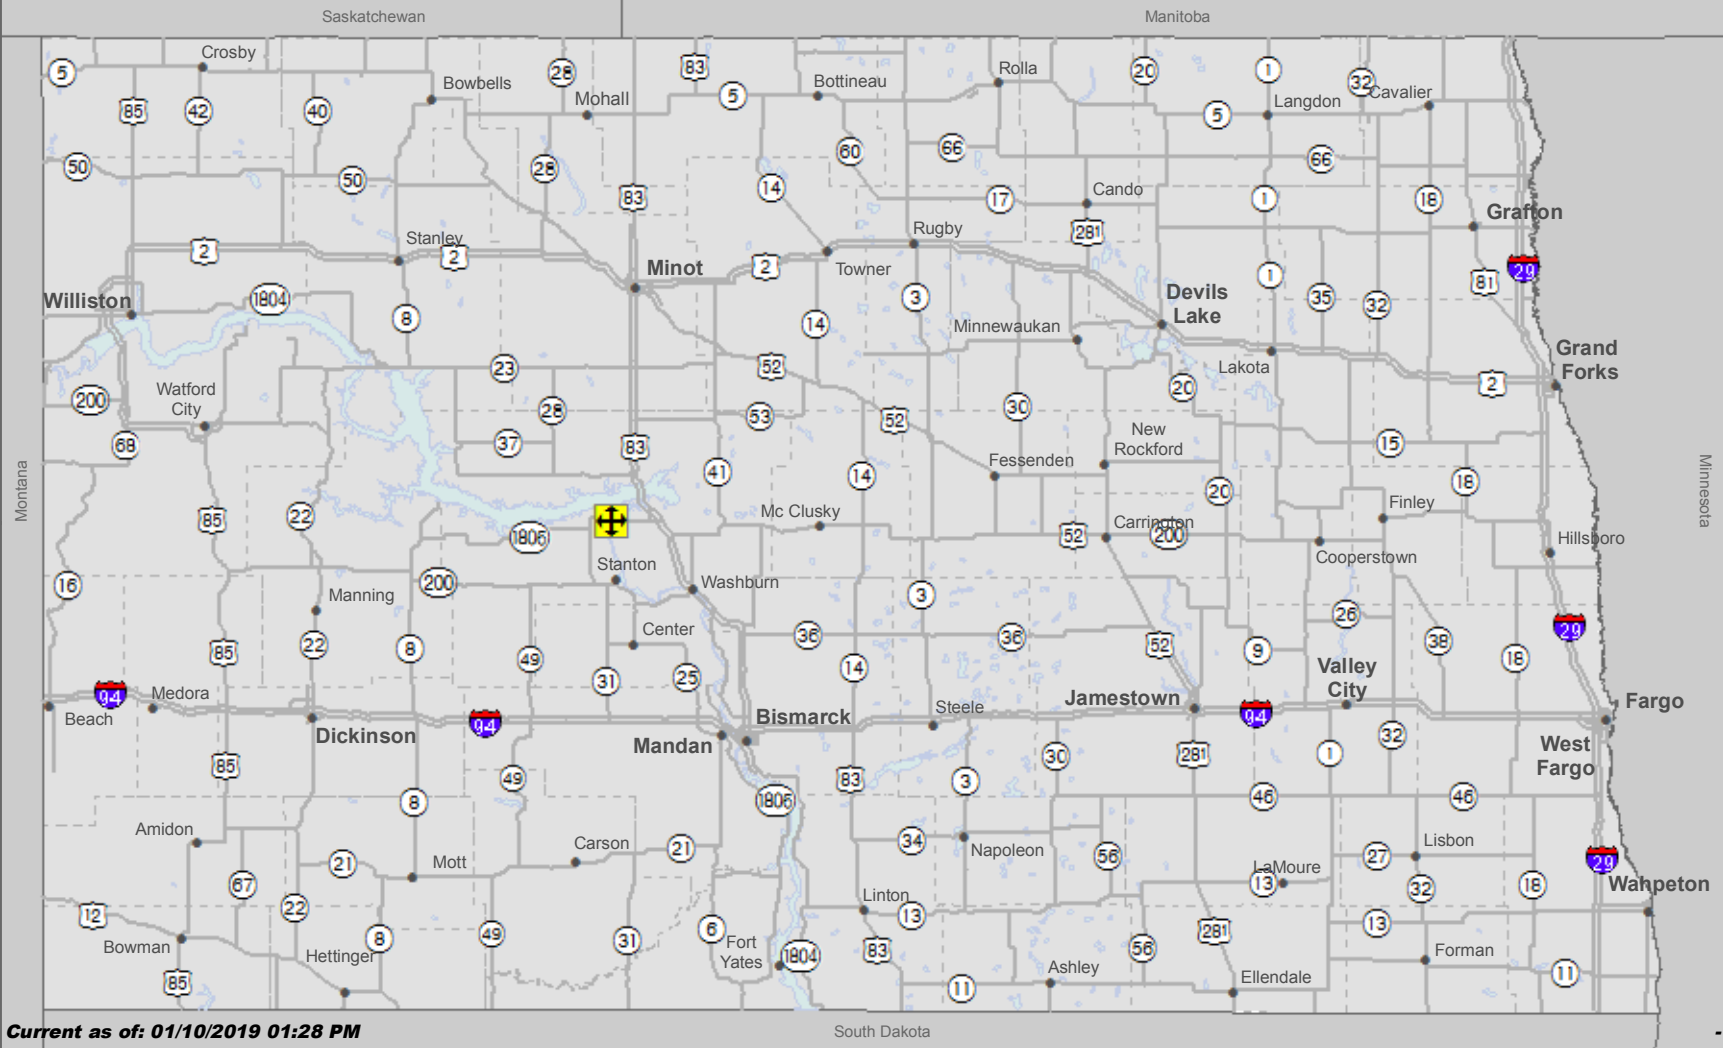 Saskatchewan
Manitoba
Crosby
5
85
42
40
Bowbells
28
Mohall
83
5
Bottineau
Rolla
20
1
32
Cavalier
Langdon
5
50
50
28
83
60
14
66
66
17
Cando
281
1
18
Grafton
2
Stanley
2
Minot
2
Towner
Rugby
29
81
Williston
1804
8
14
3
Minnewaukan
Devils
Lake
1
35
32
Grand
Forks
23
52
Lakota
20
2
200
Watford
City
68
28
37
53
52
30
New
Rockford
15
Montana
Minnesota
83
41
14
Fessenden
20
18
85
22
1806
Mc Clusky
52
Carrington
200
Finley
Cooperstown
Hillsboro
16
Manning
200
Stanton
Washburn
3
26
29
85
22
8
49
Center
31
25
36
14
36
52
9
Valley
City
38
18
94
Medora
Beach
Dickinson
94
Bismarck
Mandan
Steele
Jamestown
94
Fargo
West
Fargo
85
49
8
1806
83
3
30
281
1
32
46
46
Amidon
21
Mott
Carson
21
34
Napoleon
56
LaMoure
13
27
Lisbon
32
18
29
Wahpeton
67
22
12
Bowman
85
Hettinger
8
49
31
6
Fort
Yates
1804
Linton
13
83
11
Ashley
56
281
Ellendale
13
Forman
11
Current as of: 01/10/2019 01:28 PM
South Dakota
-